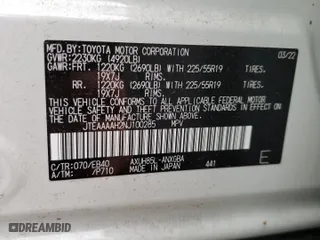 MFD. BY: TOYOTA MOTOR CORPORATION 03/22
GVWR: 2230KG (4920LB)
GAWR: FRT. 1220KG (2690LB) WITH 225/55R19 TIRES,
19X7J RIMS,
RR. 1220KG (2690LB) WITH 225/55R19 TIRES,
19X7J RIMS,
THIS VEHICLE CONFORMS TO ALL APPLICABLE FEDERAL MOTOR
VEHICLE SAFETY, BUMPER, AND THEFT PREVENTION STANDARDS
IN EFFECT ON THE DATE OF MANUFACTURE SHOWN ABOVE.
JTEAAAAH2NJ100285 MPV
C/TR: 070/EB40 AXUH85L-ANXGBA
A/TM: /P710 MADE IN JAPAN 441 E
AutoBidMaster